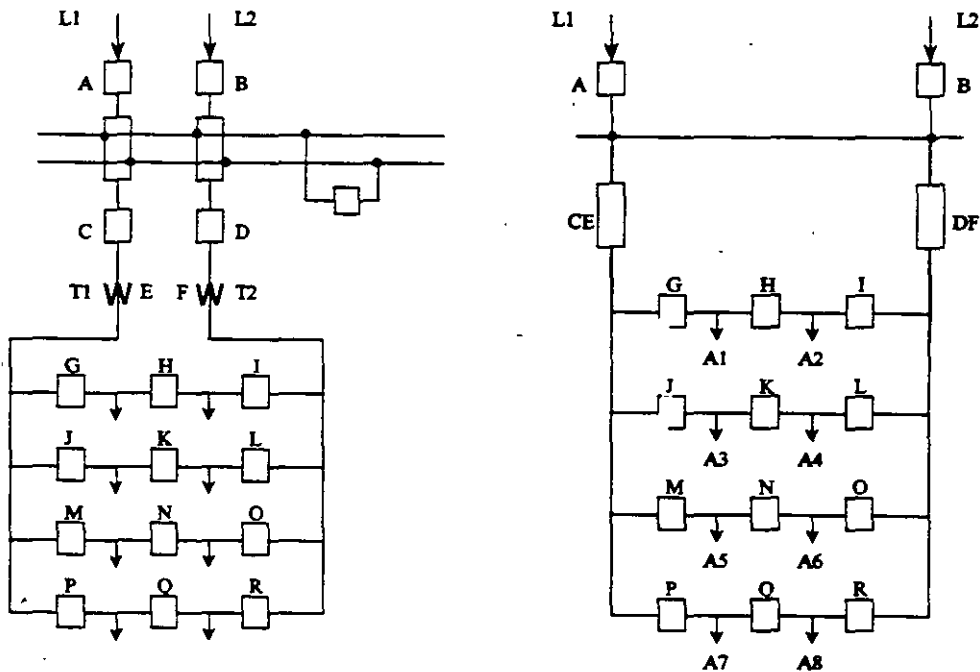 L1 L2
A B
C D
T1 E F T2
G H I
J K L
M N O
P Q R
L1 L2
A B
CE DF
G H I
A1 A2
J K L
A3 A4
M N O
A5 A6
P Q R
A7 A8